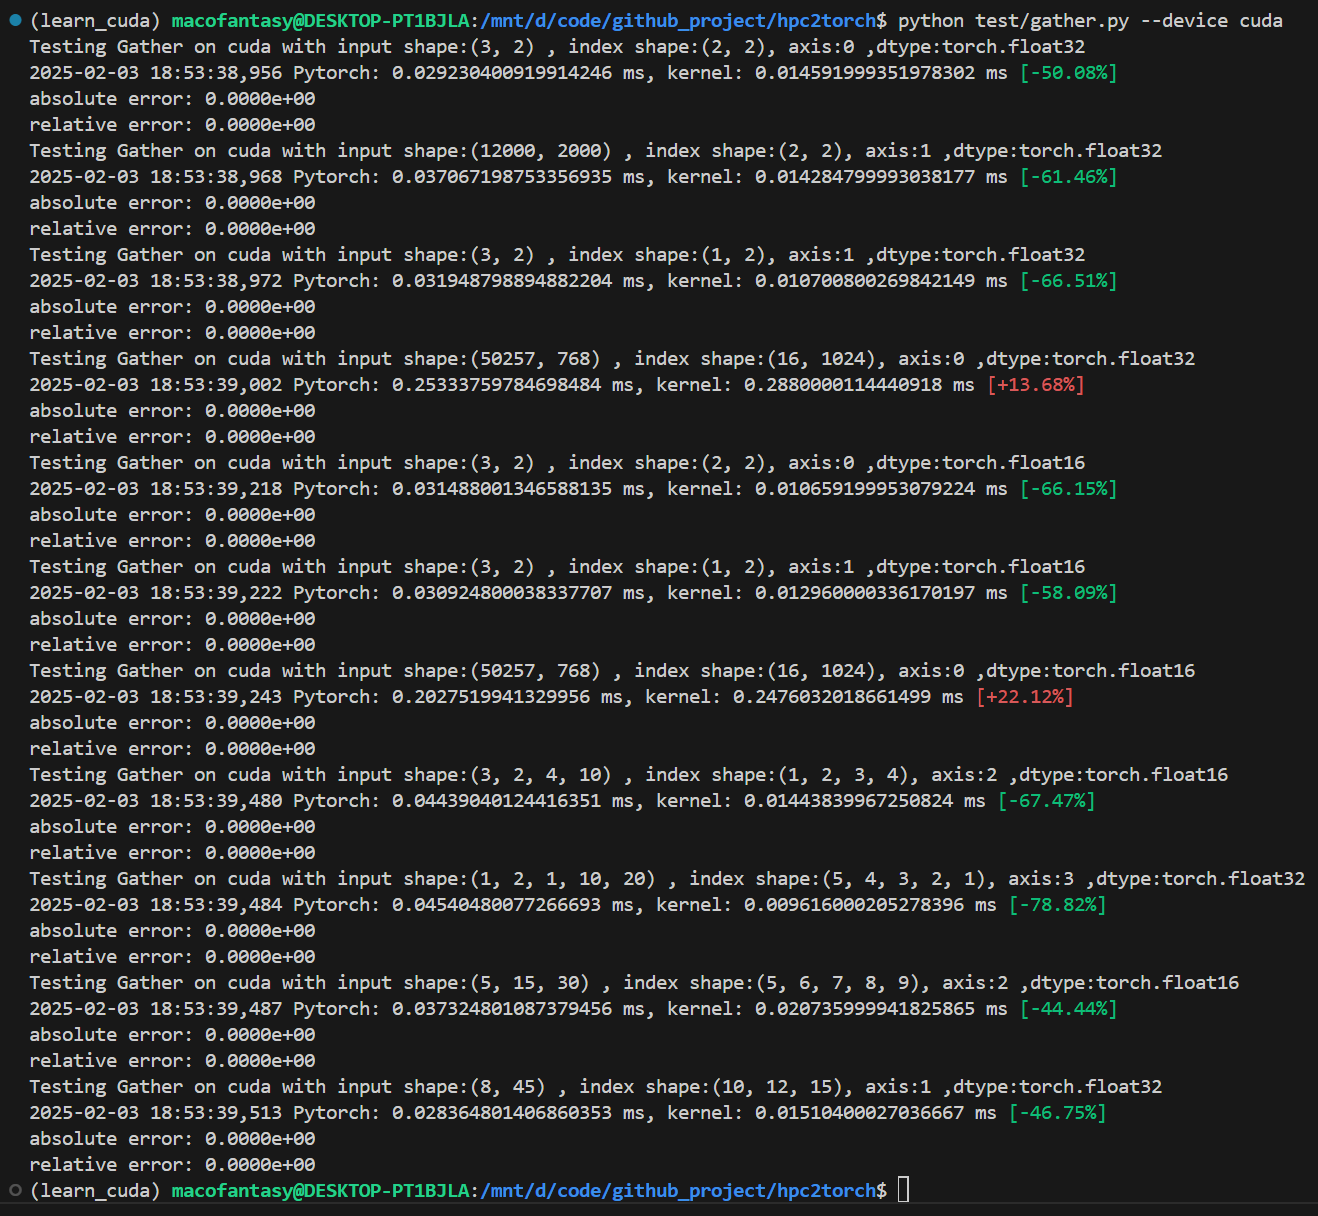 (learn_cuda) macofantasy@DESKTOP-PT1BJLA:/mnt/d/code/github_project/hpc2torch$ python test/gather.py --device cuda
Testing Gather on cuda with input shape:(3, 2) , index shape:(2, 2), axis:0 ,dtype:torch.float32
2025-02-03 18:53:38,956 Pytorch: 0.029230400919914246 ms, kernel: 0.014591999351978302 ms [-50.08%]
absolute error: 0.0000e+00
relative error: 0.0000e+00
Testing Gather on cuda with input shape:(12000, 2000) , index shape:(2, 2), axis:1 ,dtype:torch.float32
2025-02-03 18:53:38,968 Pytorch: 0.037067198753356935 ms, kernel: 0.014284799993038177 ms [-61.46%]
absolute error: 0.0000e+00
relative error: 0.0000e+00
Testing Gather on cuda with input shape:(3, 2) , index shape:(1, 2), axis:1 ,dtype:torch.float32
2025-02-03 18:53:38,972 Pytorch: 0.031948798894882204 ms, kernel: 0.010700800269842149 ms [-66.51%]
absolute error: 0.0000e+00
relative error: 0.0000e+00
Testing Gather on cuda with input shape:(50257, 768) , index shape:(16, 1024), axis:0 ,dtype:torch.float32
2025-02-03 18:53:39,002 Pytorch: 0.25333759784698484 ms, kernel: 0.2880000114440918 ms [+13.68%]
absolute error: 0.0000e+00
relative error: 0.0000e+00
Testing Gather on cuda with input shape:(3, 2) , index shape:(2, 2), axis:0 ,dtype:torch.float16
2025-02-03 18:53:39,218 Pytorch: 0.031488001346588135 ms, kernel: 0.010659199953079224 ms [-66.15%]
absolute error: 0.0000e+00
relative error: 0.0000e+00
Testing Gather on cuda with input shape:(3, 2) , index shape:(1, 2), axis:1 ,dtype:torch.float16
2025-02-03 18:53:39,222 Pytorch: 0.030924800038337707 ms, kernel: 0.012960000336170197 ms [-58.09%]
absolute error: 0.0000e+00
relative error: 0.0000e+00
Testing Gather on cuda with input shape:(50257, 768) , index shape:(16, 1024), axis:0 ,dtype:torch.float16
2025-02-03 18:53:39,243 Pytorch: 0.2027519941329956 ms, kernel: 0.2476032018661499 ms [+22.12%]
absolute error: 0.0000e+00
relative error: 0.0000e+00
Testing Gather on cuda with input shape:(3, 2, 4, 10) , index shape:(1, 2, 3, 4), axis:2 ,dtype:torch.float16
2025-02-03 18:53:39,480 Pytorch: 0.04439040124416351 ms, kernel: 0.01443839967250824 ms [-67.47%]
absolute error: 0.0000e+00
relative error: 0.0000e+00
Testing Gather on cuda with input shape:(1, 2, 1, 10, 20) , index shape:(5, 4, 3, 2, 1), axis:3 ,dtype:torch.float32
2025-02-03 18:53:39,484 Pytorch: 0.04540480077266693 ms, kernel: 0.009616000205278396 ms [-78.82%]
absolute error: 0.0000e+00
relative error: 0.0000e+00
Testing Gather on cuda with input shape:(5, 15, 30) , index shape:(5, 6, 7, 8, 9), axis:2 ,dtype:torch.float16
2025-02-03 18:53:39,487 Pytorch: 0.037324801087379456 ms, kernel: 0.020735999941825865 ms [-44.44%]
absolute error: 0.0000e+00
relative error: 0.0000e+00
Testing Gather on cuda with input shape:(8, 45) , index shape:(10, 12, 15), axis:1 ,dtype:torch.float32
2025-02-03 18:53:39,513 Pytorch: 0.028364801406860353 ms, kernel: 0.01510400027036667 ms [-46.75%]
absolute error: 0.0000e+00
relative error: 0.0000e+00
(learn_cuda) macofantasy@DESKTOP-PT1BJLA:/mnt/d/code/github_project/hpc2torch$